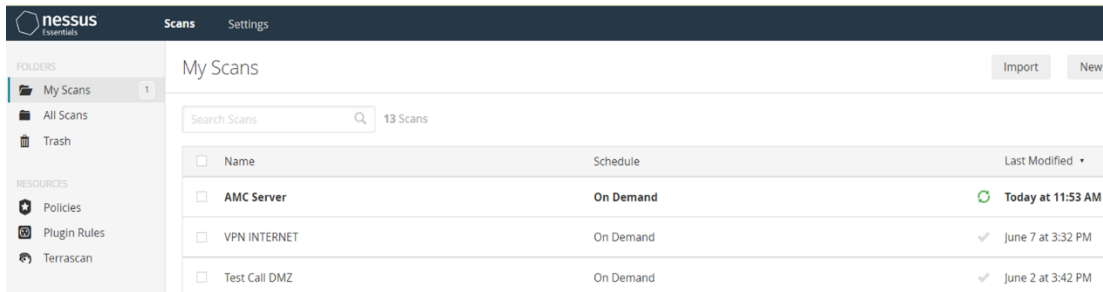 nessus Essentials Scans Settings
FOLDERS
My Scans 1
All Scans
Trash
RESOURCES
Policies
Plugin Rules
Terrascan
My Scans Import New
Search Scans 13 Scans
Name Schedule Last Modified
AMC Server On Demand Today at 11:53 AM
VPN INTERNET On Demand June 7 at 3:32 PM
Test Call DMZ On Demand June 2 at 3:42 PM